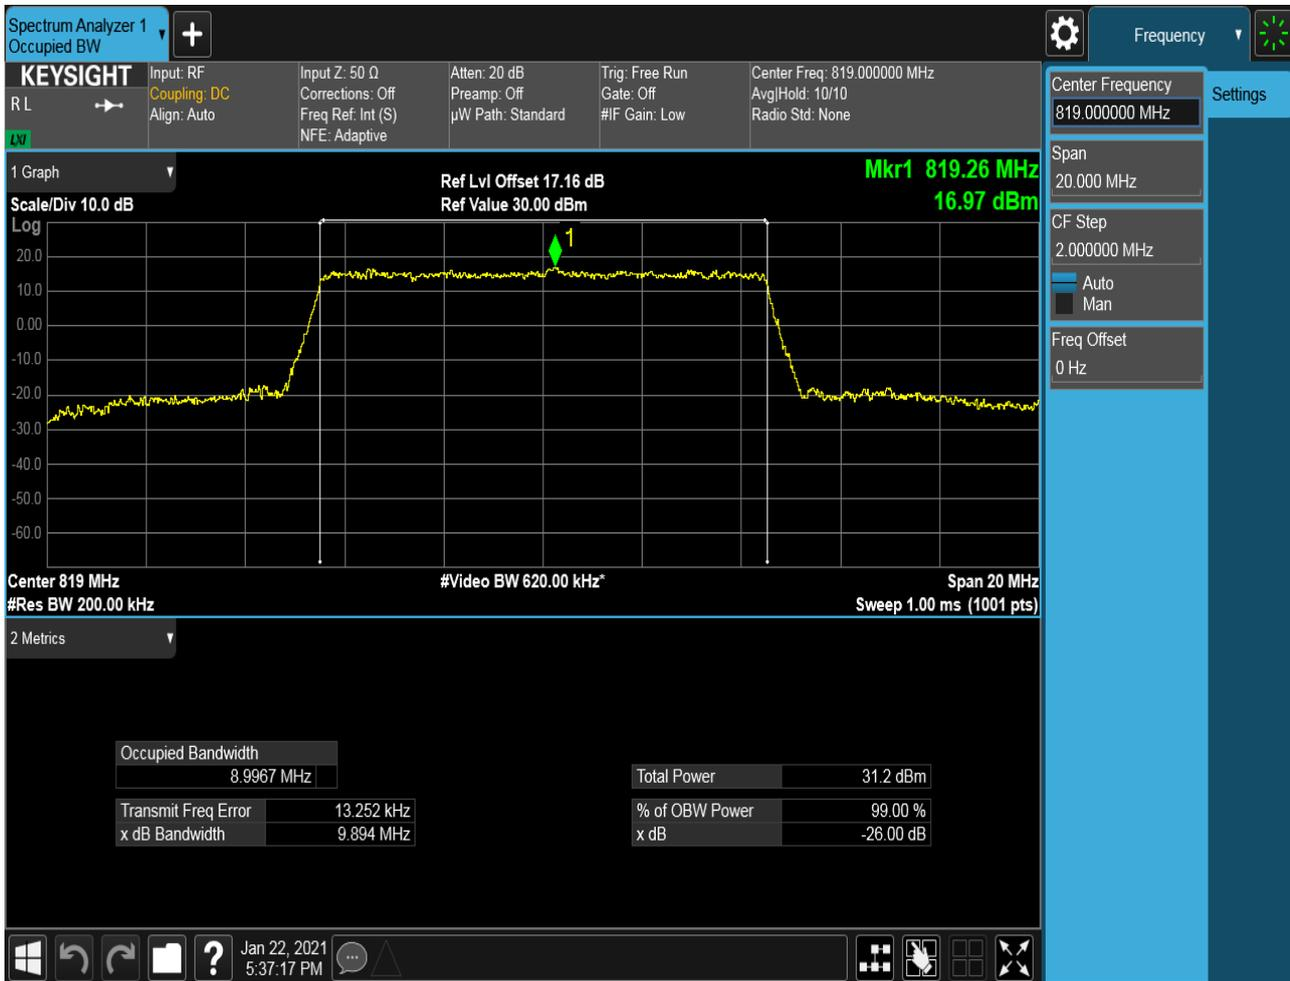 Spectrum Analyzer 1
Occupied BW
+
Frequency
KEYSIGHT
R L
LXI
Input: RF
Coupling: DC
Align: Auto
Input Z: 50 Ω
Corrections: Off
Freq Ref: Int (S)
NFE: Adaptive
Atten: 20 dB
Preamp: Off
µW Path: Standard
Trig: Free Run
Gate: Off
#IF Gain: Low
Center Freq: 819.000000 MHz
Avg|Hold: 10/10
Radio Std: None
Center Frequency
819.000000 MHz
Settings
Span
20.000 MHz
CF Step
2.000000 MHz
Auto
Man
Freq Offset
0 Hz
1 Graph
Scale/Div 10.0 dB
Log
Ref Lvl Offset 17.16 dB
Ref Value 30.00 dBm
Mkr1 819.26 MHz
16.97 dBm
1
20.0
10.0
0.00
-10.0
-20.0
-30.0
-40.0
-50.0
-60.0
Center 819 MHz
#Video BW 620.00 kHz*
Span 20 MHz
#Res BW 200.00 kHz
Sweep 1.00 ms (1001 pts)
2 Metrics
Occupied Bandwidth
8.9967 MHz
Total Power 31.2 dBm
Transmit Freq Error 13.252 kHz
% of OBW Power 99.00 %
x dB Bandwidth 9.894 MHz
x dB -26.00 dB
?
Jan 22, 2021
5:37:17 PM